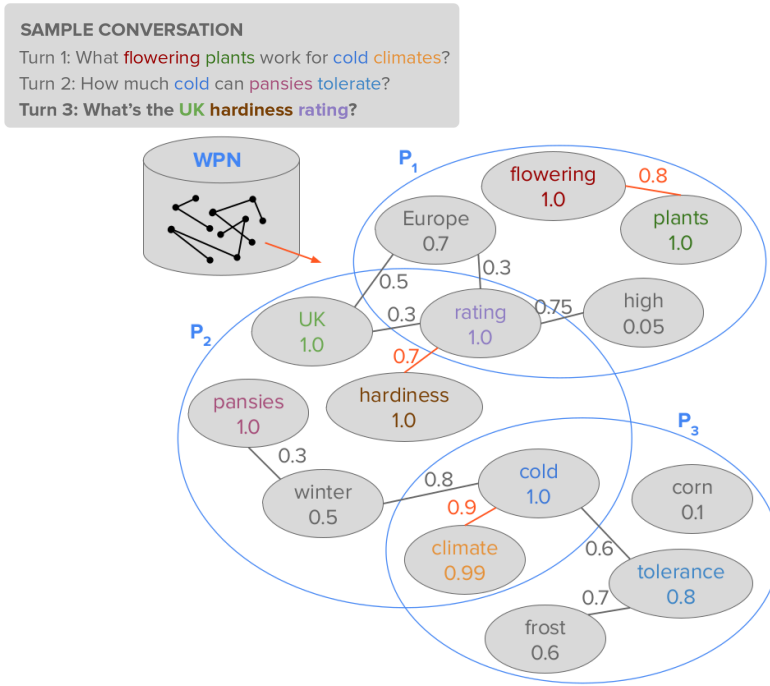 SAMPLE CONVERSATION
Turn 1: What flowering plants work for cold climates?
Turn 2: How much cold can pansies tolerate?
Turn 3: What's the UK hardiness rating?
WPN
P1
flowering
1.0
0.8
plants
1.0
Europe
0.7
0.5
0.3
high
0.05
0.75
UK
1.0
0.3
rating
1.0
P2
0.7
hardiness
1.0
pansies
1.0
0.3
winter
0.5
0.8
cold
1.0
P3
corn
0.1
0.9
climate
0.99
0.6
tolerance
0.8
0.7
frost
0.6